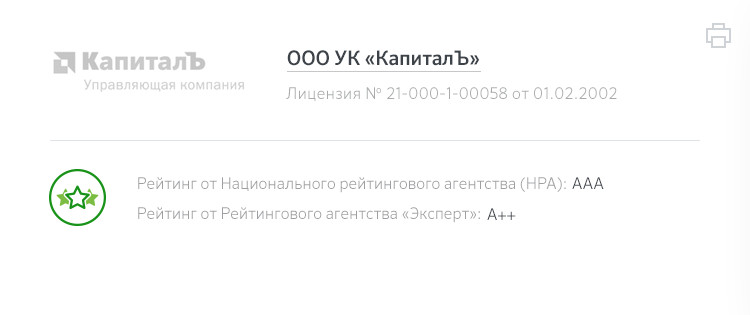 КапиталЪ
Управляющая компания
ООО УК «КапиталЪ»
Лицензия № 21-000-1-00058 от 01.02.2002
Рейтинг от Национального рейтингового агентства (НРА): ААА
Рейтинг от Рейтингового агентства «Эксперт»: А++